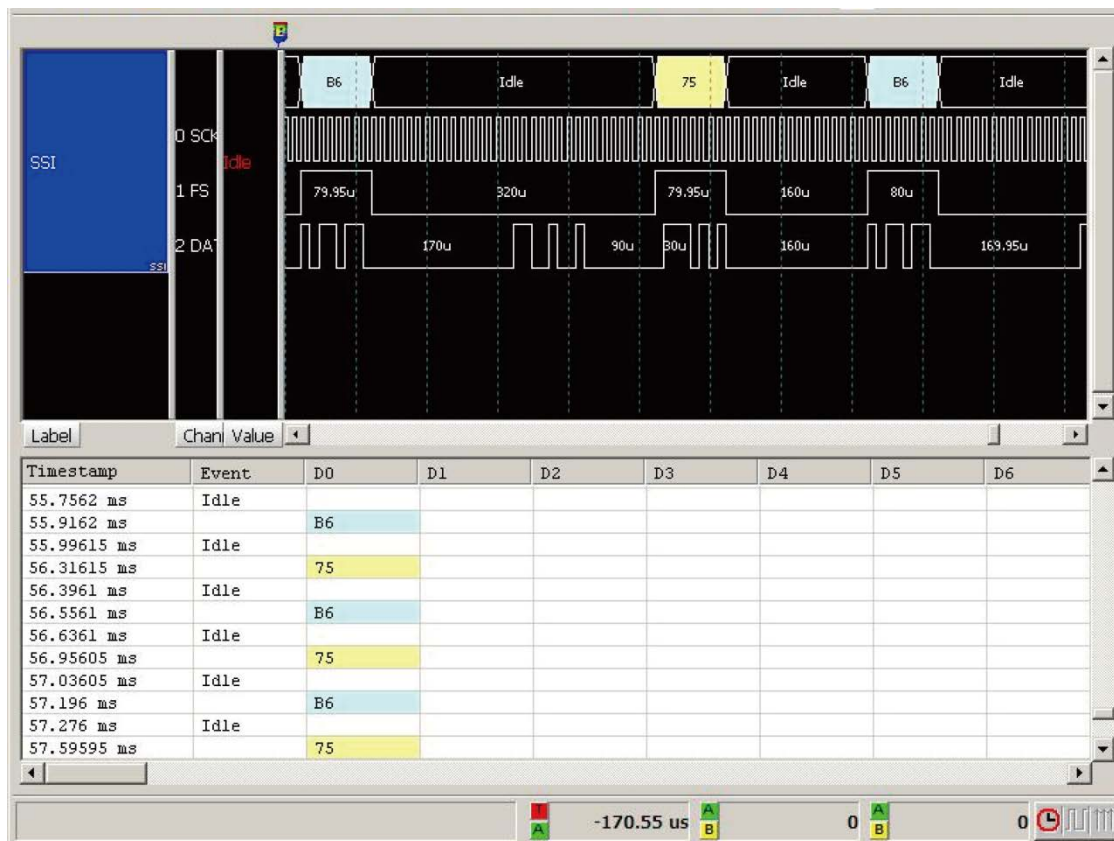 B
B6 Idle 75 Idle B6 Idle
0 SCK
SSI Idle
1 FS 79.95u 320u 79.95u 160u 80u
2 DAT 170u 90u 30u 160u 169.95u
SSI
Label Chan Value
Timestamp Event D0 D1 D2 D3 D4 D5 D6
55.7562 ms Idle
55.9162 ms B6
55.99615 ms Idle
56.31615 ms 75
56.3961 ms Idle
56.5561 ms B6
56.6361 ms Idle
56.95605 ms 75
57.03605 ms Idle
57.196 ms B6
57.276 ms Idle
57.59595 ms 75
T A -170.55 us A B 0 A B 0